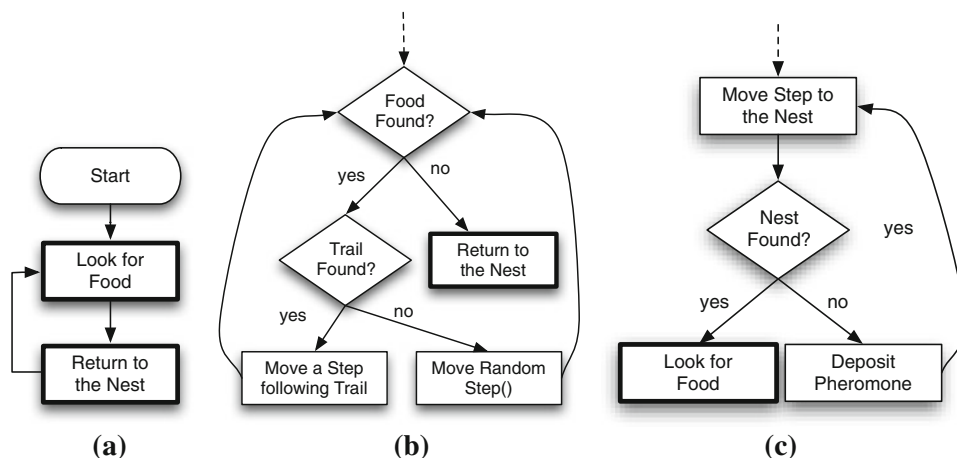 Start
Look for
Food
Return to
the Nest
(a)
Food
Found?
yes
no
Trail
Found?
Return to
the Nest
yes
no
Move a Step
following Trail
Move Random
Step()
(b)
Move Step to
the Nest
Nest
Found?
yes
yes
no
Look for
Food
Deposit
Pheromone
(c)